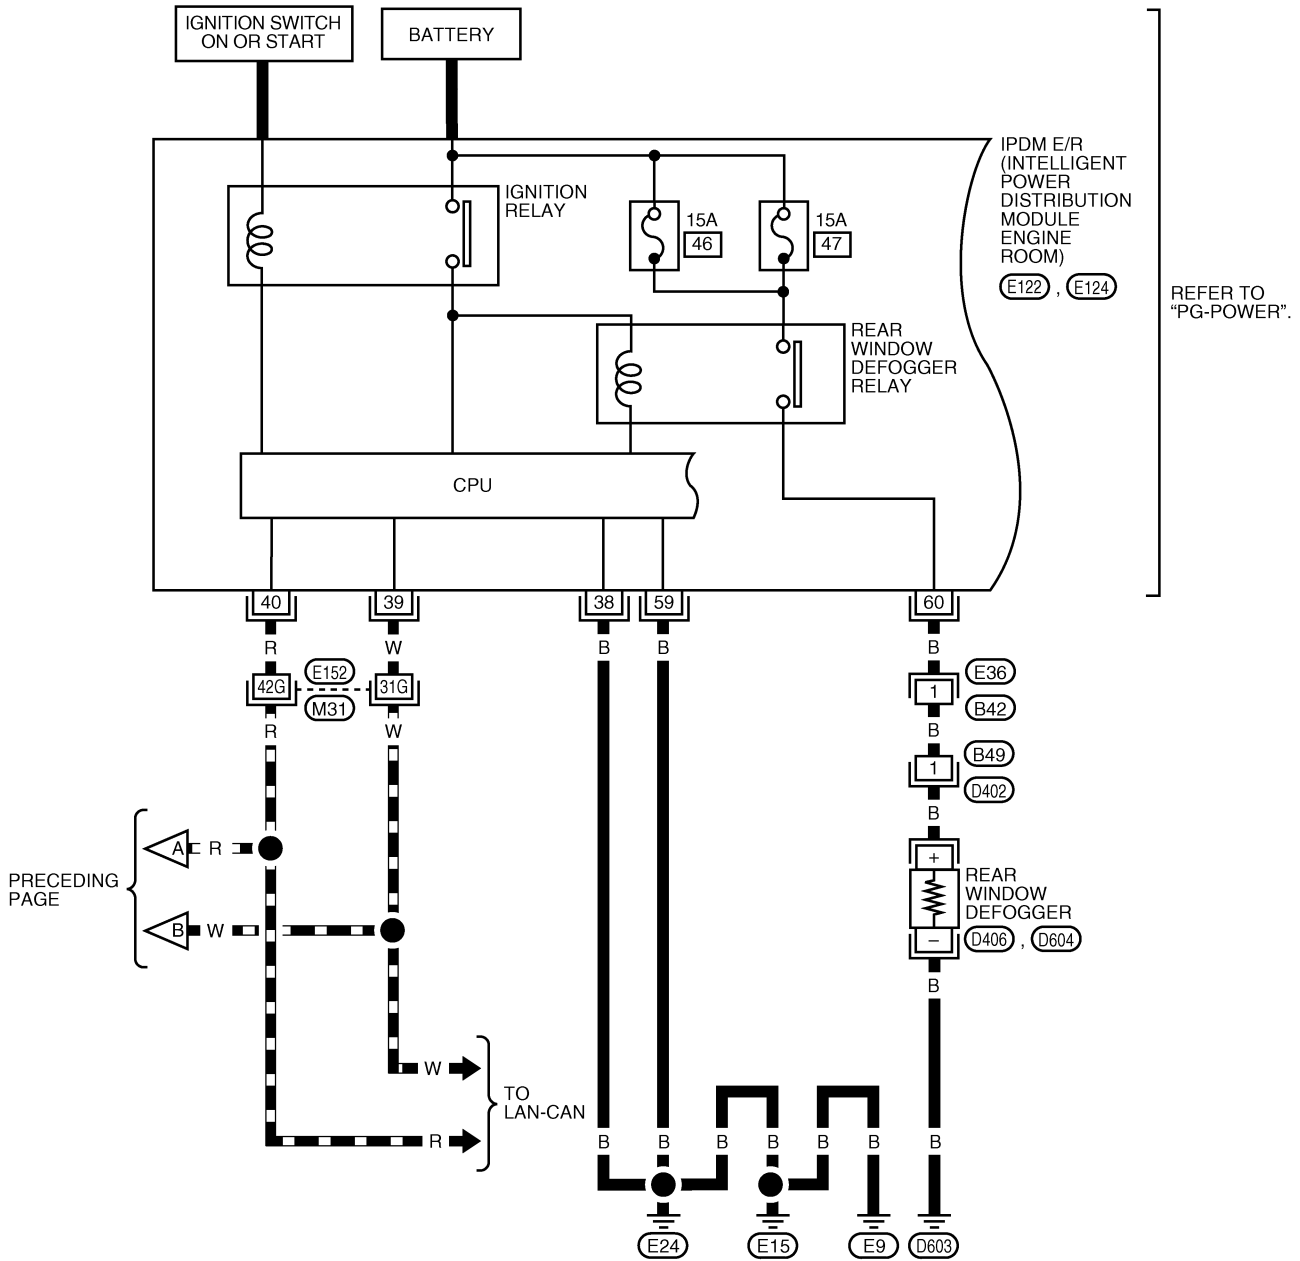 IGNITION SWITCH
ON OR START
BATTERY
IPDM E/R
(INTELLIGENT
POWER
DISTRIBUTION
MODULE
ENGINE
ROOM)
E122 , E124
REFER TO
“PG-POWER”.
IGNITION
RELAY
15A
46
15A
47
REAR
WINDOW
DEFOGGER
RELAY
CPU
40 39 38 59 60
R W B B B
42G E152 31G
M31
R W
E36
1
B42
B
B49
1
D402
B
A R
PRECEDING
PAGE
B W
+
REAR
WINDOW
DEFOGGER
–
D406 , D604
B
W
TO
LAN-CAN
R
B B B B B B B
E24 E15 E9 D603